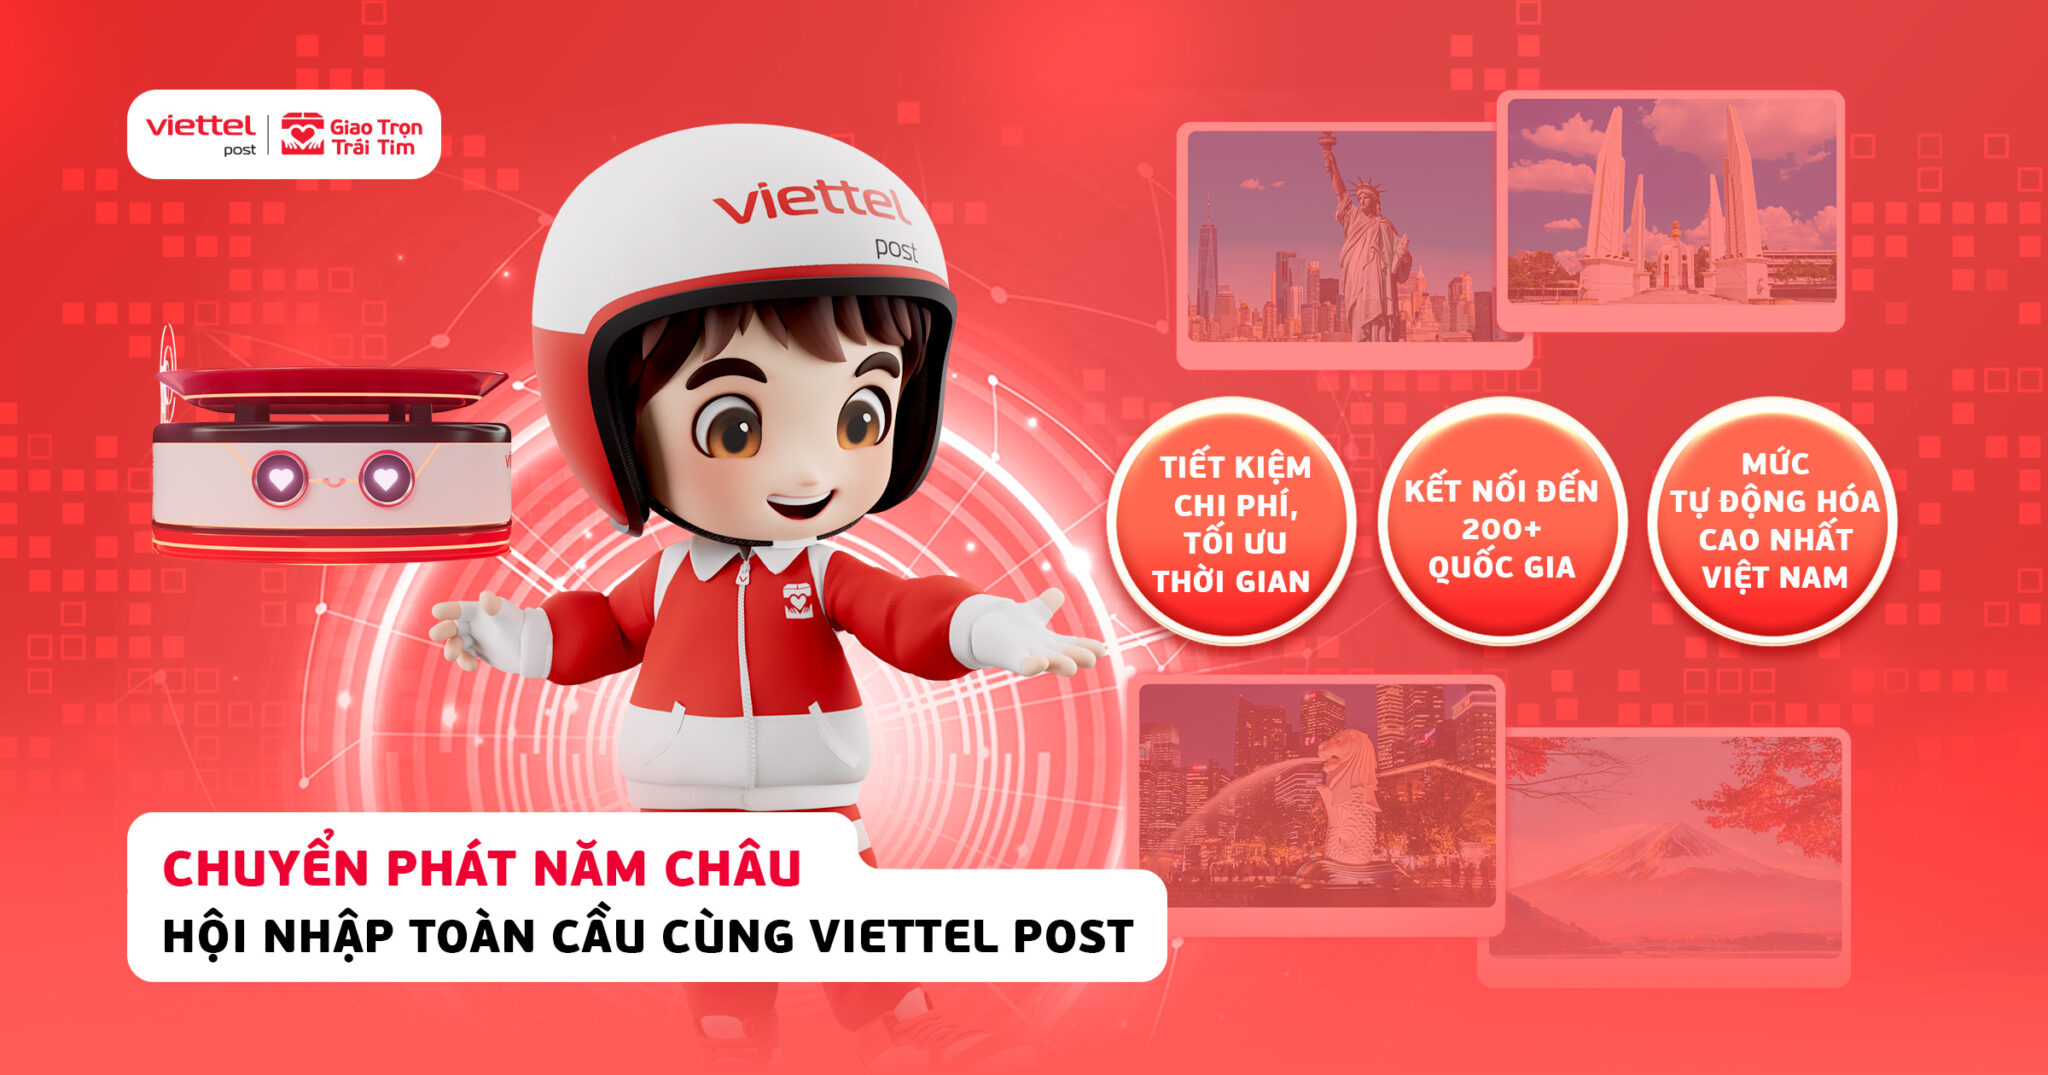 viettel
post
Giao Trọn
Trái Tim
viettel
post
TIẾT KIỆM
CHI PHÍ,
TỐI ƯU
THỜI GIAN
KẾT NỐI ĐẾN
200+
QUỐC GIA
MỨC
TỰ ĐỘNG HÓA
CAO NHẤT
VIỆT NAM
CHUYỂN PHÁT NĂM CHÂU
HỘI NHẬP TOÀN CẦU CÙNG VIETTEL POST